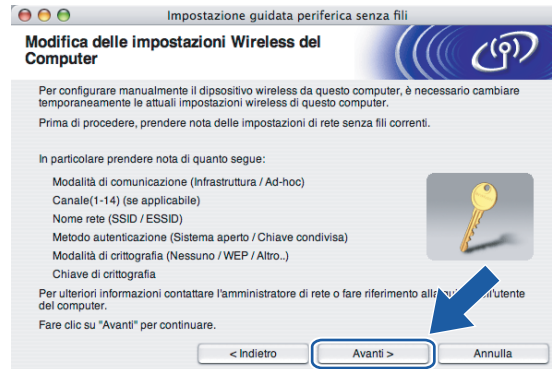 Impostazione guidata periferica senza fili
Modifica delle impostazioni Wireless del
Computer
Per configurare manualmente il dipsositivo wireless da questo computer, è necessario cambiare
temporaneamente le attuali impostazioni wireless di questo computer.
Prima di procedere, prendere nota delle impostazioni di rete senza fili correnti.
In particolare prendere nota di quanto segue:
Modalità di comunicazione (Infrastruttura / Ad-hoc)
Canale(1-14) (se applicabile)
Nome rete (SSID / ESSID)
Metodo autenticazione (Sistema aperto / Chiave condivisa)
Modalità di crittografia (Nessuno / WEP / Altro..)
Chiave di crittografia
Per ulteriori informazioni contattare l'amministratore di rete o fare riferimento alla
del computer.
Fare clic su "Avanti" per continuare.
< Indietro
Avanti >
Annulla